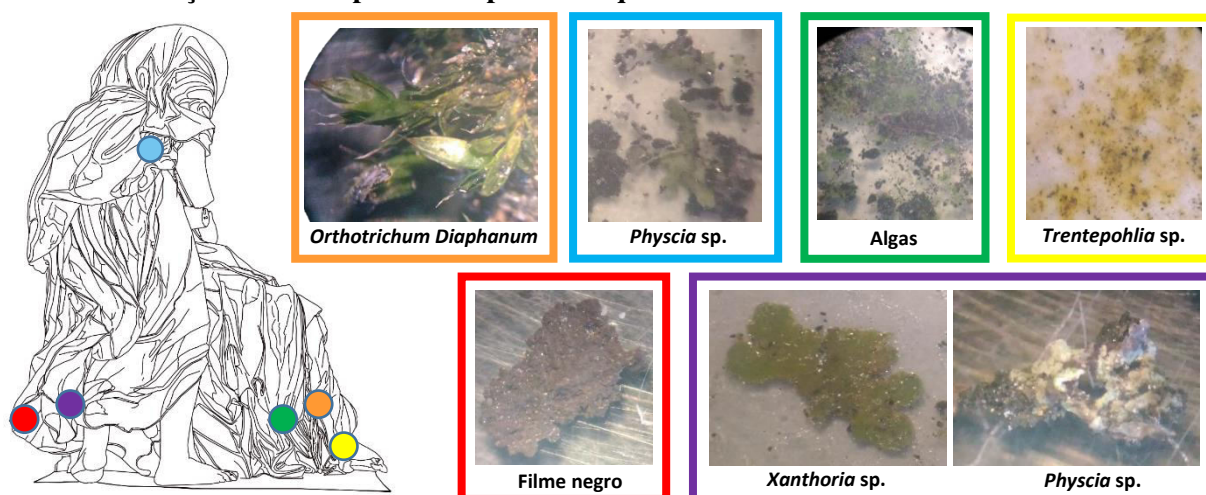 Orthotrichum Diaphanum
Physcia sp.
Algas
Trentepohlia sp.
Filme negro
Xanthoria sp.
Physcia sp.